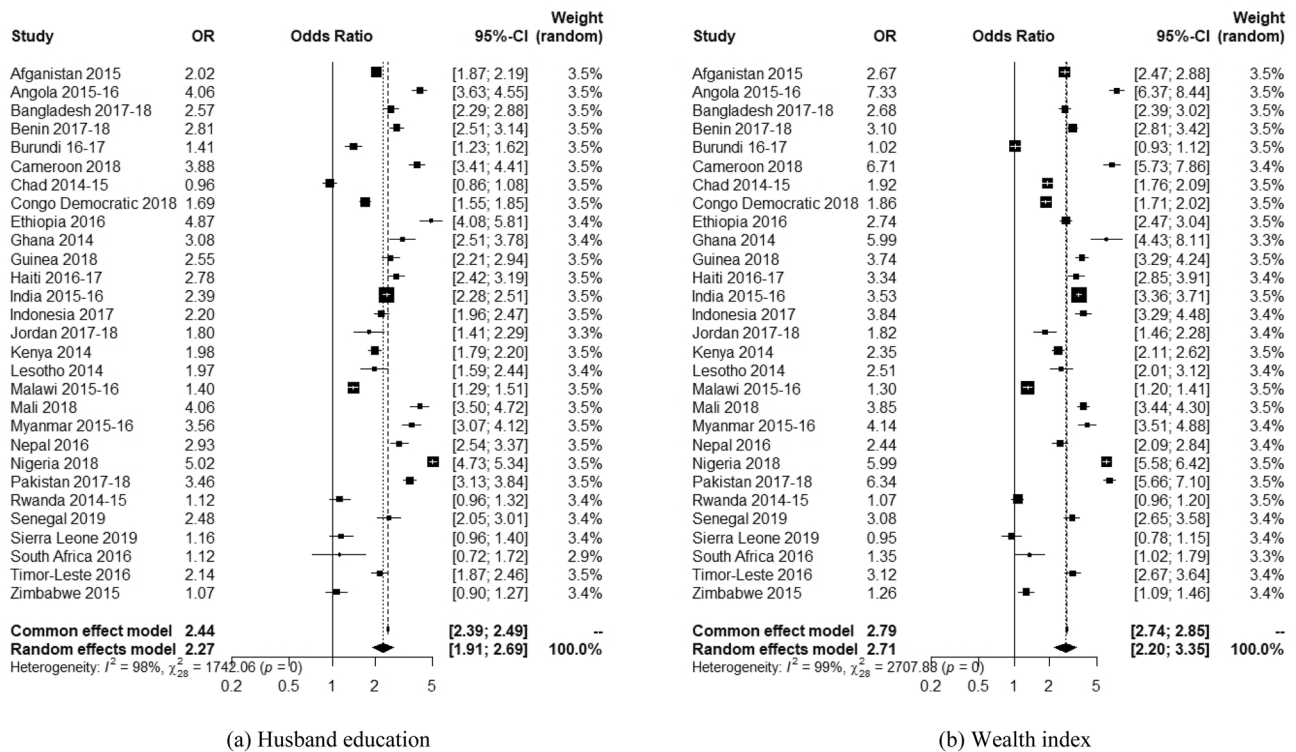 Study OR Odds Ratio 95%-CI Weight (random)
Afganistan 2015 2.02 [1.87; 2.19] 3.5%
Angola 2015-16 4.06 [3.63; 4.55] 3.5%
Bangladesh 2017-18 2.57 [2.29; 2.88] 3.5%
Benin 2017-18 2.81 [2.51; 3.14] 3.5%
Burundi 16-17 1.41 [1.23; 1.62] 3.5%
Cameroon 2018 3.88 [3.41; 4.41] 3.5%
Chad 2014-15 0.96 [0.86; 1.08] 3.5%
Congo Democratic 2018 1.69 [1.55; 1.85] 3.5%
Ethiopia 2016 4.87 [4.08; 5.81] 3.4%
Ghana 2014 3.08 [2.51; 3.78] 3.4%
Guinea 2018 2.55 [2.21; 2.94] 3.5%
Haiti 2016-17 2.78 [2.42; 3.19] 3.5%
India 2015-16 2.39 [2.28; 2.51] 3.5%
Indonesia 2017 2.20 [1.96; 2.47] 3.5%
Jordan 2017-18 1.80 [1.41; 2.29] 3.3%
Kenya 2014 1.98 [1.79; 2.20] 3.5%
Lesotho 2014 1.97 [1.59; 2.44] 3.4%
Malawi 2015-16 1.40 [1.29; 1.51] 3.5%
Mali 2018 4.06 [3.50; 4.72] 3.5%
Myanmar 2015-16 3.56 [3.07; 4.12] 3.5%
Nepal 2016 2.93 [2.54; 3.37] 3.5%
Nigeria 2018 5.02 [4.73; 5.34] 3.5%
Pakistan 2017-18 3.46 [3.13; 3.84] 3.5%
Rwanda 2014-15 1.12 [0.96; 1.32] 3.4%
Senegal 2019 2.48 [2.05; 3.01] 3.4%
Sierra Leone 2019 1.16 [0.96; 1.40] 3.4%
South Africa 2016 1.12 [0.72; 1.72] 2.9%
Timor-Leste 2016 2.14 [1.87; 2.46] 3.5%
Zimbabwe 2015 1.07 [0.90; 1.27] 3.4%
Common effect model 2.44 [2.39; 2.49] --
Random effects model 2.27 [1.91; 2.69] 100.0%
Heterogeneity: I² = 98%, χ²₂₈ = 1742.06 (p = 0)
0.2 0.5 1 2 5
(a) Husband education
Study OR Odds Ratio 95%-CI Weight (random)
Afganistan 2015 2.67 [2.47; 2.88] 3.5%
Angola 2015-16 7.33 [6.37; 8.44] 3.5%
Bangladesh 2017-18 2.68 [2.39; 3.02] 3.5%
Benin 2017-18 3.10 [2.81; 3.42] 3.5%
Burundi 16-17 1.02 [0.93; 1.12] 3.5%
Cameroon 2018 6.71 [5.73; 7.86] 3.4%
Chad 2014-15 1.92 [1.76; 2.09] 3.5%
Congo Democratic 2018 1.86 [1.71; 2.02] 3.5%
Ethiopia 2016 2.74 [2.47; 3.04] 3.5%
Ghana 2014 5.99 [4.43; 8.11] 3.3%
Guinea 2018 3.74 [3.29; 4.24] 3.5%
Haiti 2016-17 3.34 [2.85; 3.91] 3.4%
India 2015-16 3.53 [3.36; 3.71] 3.5%
Indonesia 2017 3.84 [3.29; 4.48] 3.5%
Jordan 2017-18 1.82 [1.46; 2.28] 3.4%
Kenya 2014 2.35 [2.11; 2.62] 3.5%
Lesotho 2014 2.51 [2.01; 3.12] 3.4%
Malawi 2015-16 1.30 [1.20; 1.41] 3.5%
Mali 2018 3.85 [3.44; 4.30] 3.5%
Myanmar 2015-16 4.14 [3.51; 4.88] 3.4%
Nepal 2016 2.44 [2.09; 2.84] 3.4%
Nigeria 2018 5.99 [5.58; 6.42] 3.5%
Pakistan 2017-18 6.34 [5.66; 7.10] 3.5%
Rwanda 2014-15 1.07 [0.96; 1.20] 3.5%
Senegal 2019 3.08 [2.65; 3.58] 3.4%
Sierra Leone 2019 0.95 [0.78; 1.15] 3.4%
South Africa 2016 1.35 [1.02; 1.79] 3.3%
Timor-Leste 2016 3.12 [2.67; 3.64] 3.4%
Zimbabwe 2015 1.26 [1.09; 1.46] 3.4%
Common effect model 2.79 [2.74; 2.85] --
Random effects model 2.71 [2.20; 3.35] 100.0%
Heterogeneity: I² = 99%, χ²₂₈ = 2707.88 (p = 0)
0.2 0.5 1 2 5
(b) Wealth index